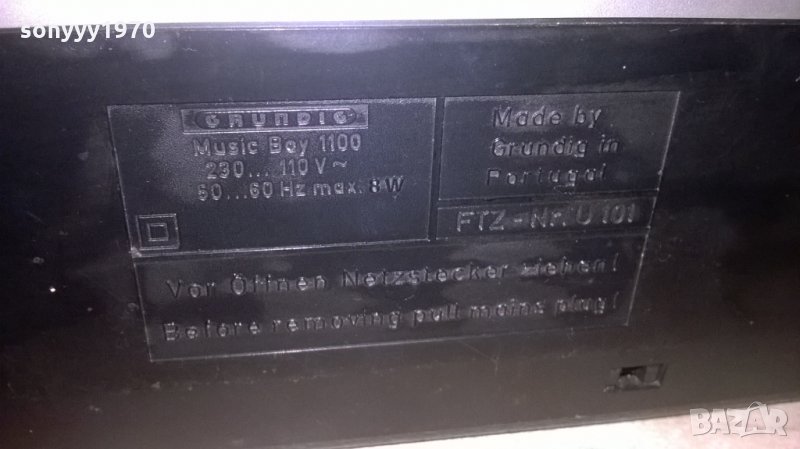 sonyyy1970
GRUNDIG
Music Boy 1100
230... 110 V ~
50...60 Hz max. 8 W
Made by
Grundig in
Portugal
FTZ-Nr. U 101
Vor Öffnen Netzstecker ziehen!
Before removing pull mains plug!
BAZAR